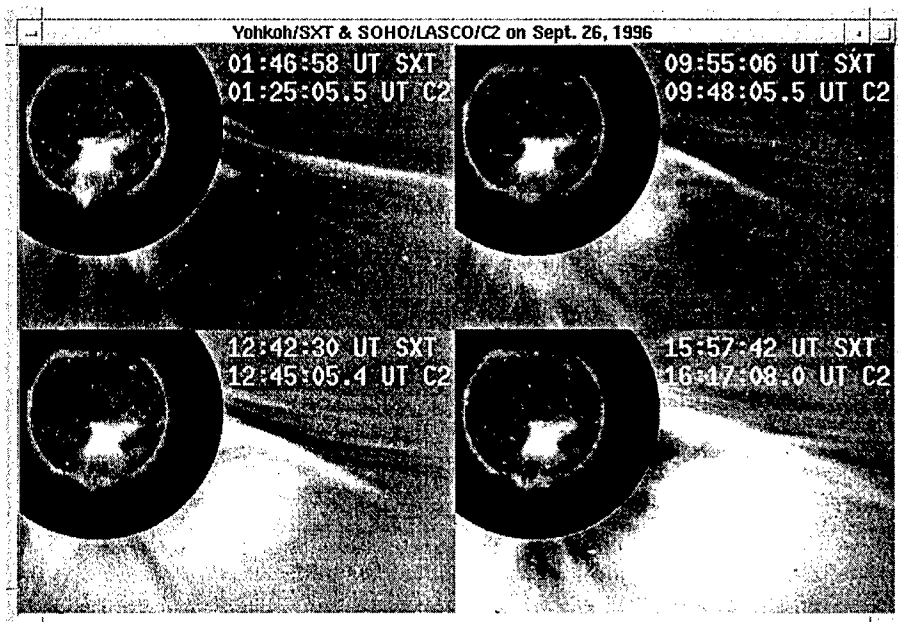 Yohkoh/SXT & SOHO/LASCO/C2 on Sept. 26, 1996
01:46:58 UT SXT
01:25:05.5 UT C2
09:55:06 UT SXT
09:48:05.5 UT C2
12:42:30 UT SXT
12:45:05.4 UT C2
15:57:42 UT SXT
16:17:08.0 UT C2